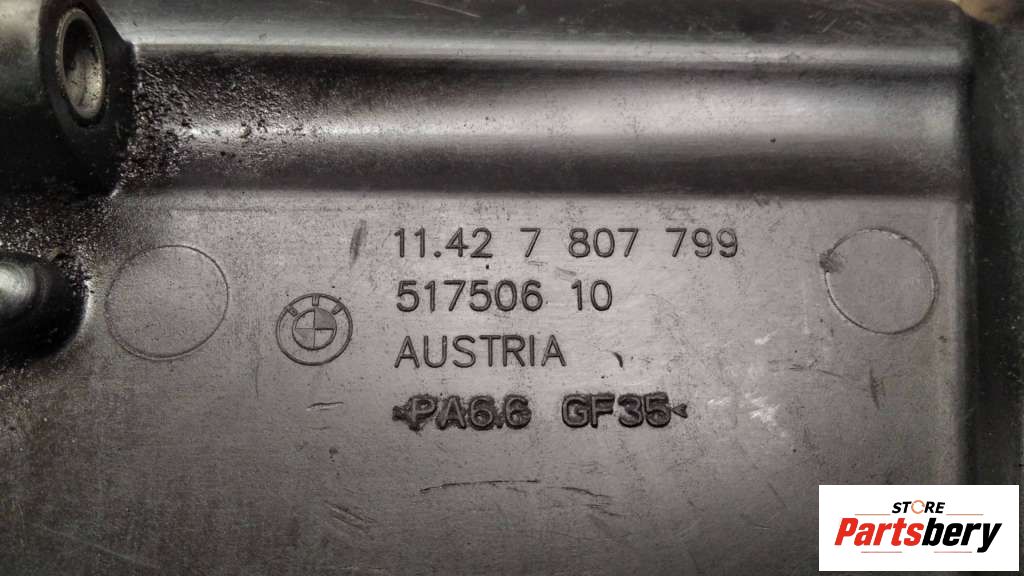 11.42 7 807 799
517506 10
AUSTRIA
>PA6.6 GF35<
STORE
Partsbery